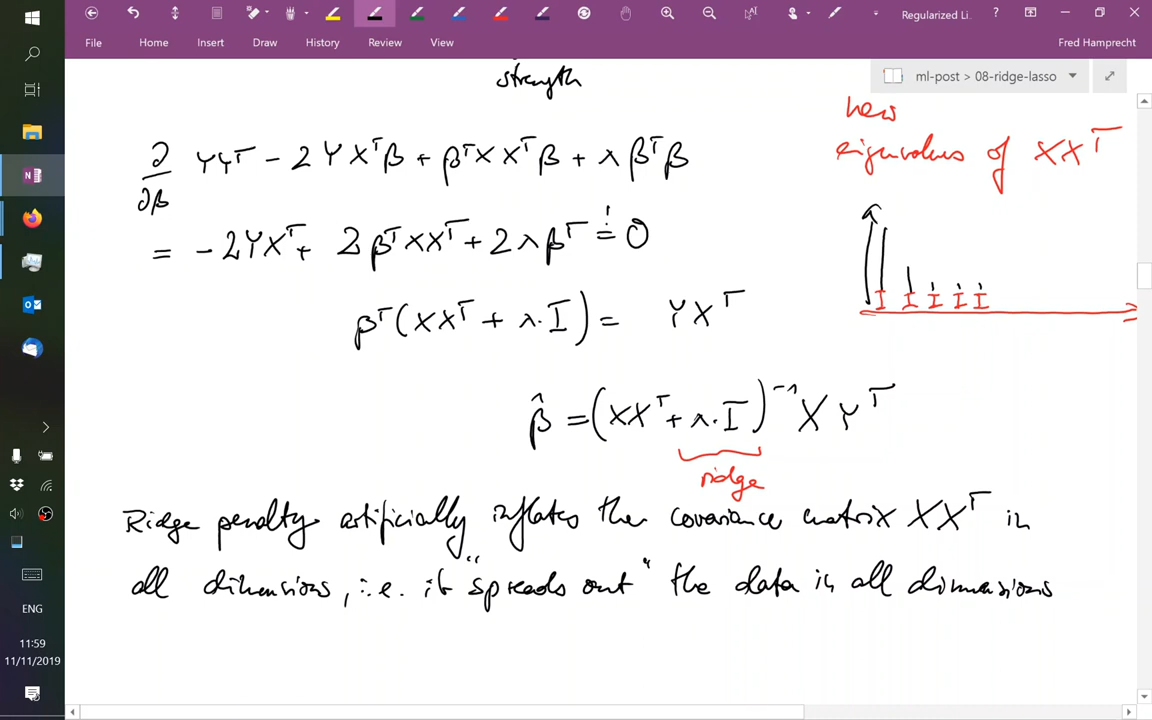 Regularized Li...
File Home Insert Draw History Review View
Fred Hamprecht
ml-post > 08-ridge-lasso
strength
new
eigenvalues of XXᵀ
∂/∂β YYᵀ - 2YXᵀβ + βᵀXXᵀβ + λβᵀβ
= -2YXᵀ + 2βᵀXXᵀ + 2λβᵀ ≐! 0
βᵀ(XXᵀ + λ·I) = YXᵀ
β̂ = (XXᵀ + λ·I)⁻¹ XYᵀ
ridge
Ridge penalty artificially inflates the covariance matrix XXᵀ in
all dimensions, i.e. it "spreads out" the data in all dimensions
ENG
11:59
11/11/2019